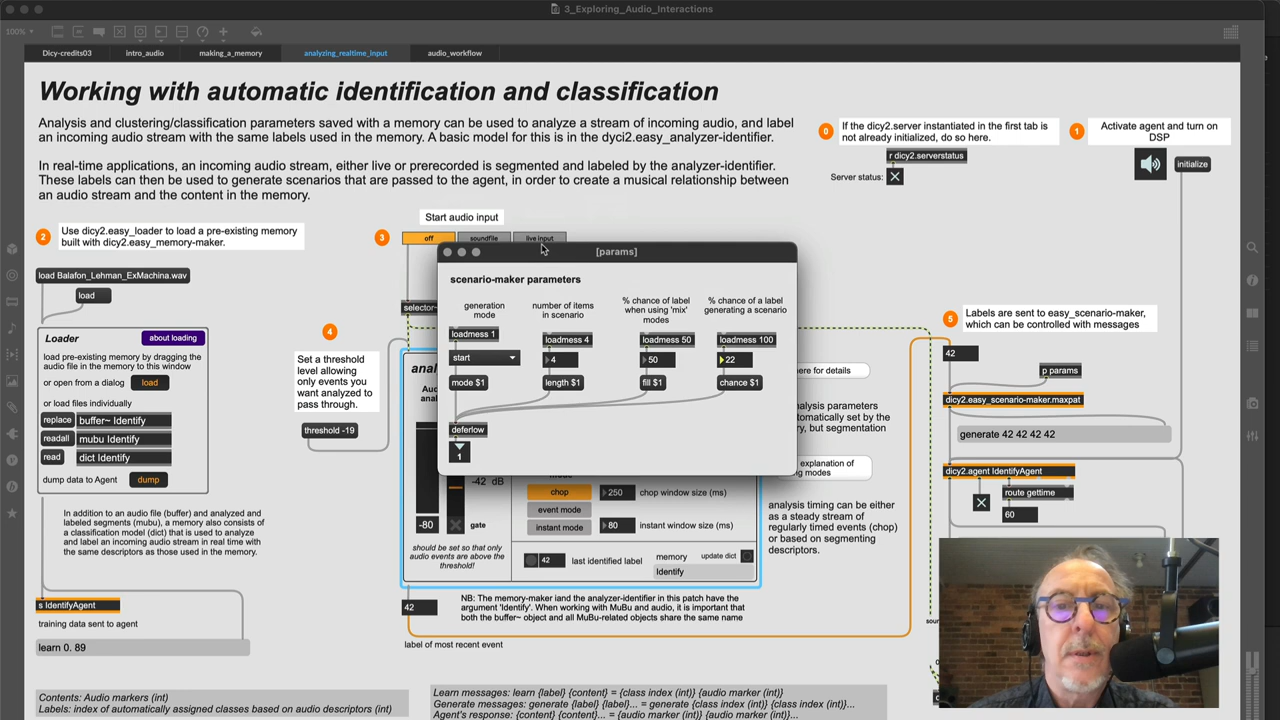 3_Exploring_Audio_Interactions
100%
Dicy-credits03
intro_audio
making_a_memory
analyzing_realtime_input
audio_workflow
Working with automatic identification and classification
Analysis and clustering/classification parameters saved with a memory can be used to analyze a stream of incoming audio, and label
an incoming audio stream with the same labels used in the memory. A basic model for this is in the dyci2.easy_analyzer-identifier.
In real-time applications, an incoming audio stream, either live or prerecorded is segmented and labeled by the analyzer-identifier.
These labels can then be used to generate scenarios that are passed to the agent, in order to create a musical relationship between
an audio stream and the content in the memory.
0
If the dicy2.server instantiated in the first tab is
not already initialized, do so here.
r dicy2.serverstatus
Server status:
1
Activate agent and turn on
DSP
initialize
2
Use dicy2.easy_loader to load a pre-existing memory
built with dicy2.easy_memory-maker.
load Balafon_Lehman_ExMachina.wav
load
Loader
about loading
load pre-existing memory by dragging the
audio file in the memory to this window
or open from a dialog
load
or load files individually
replace
buffer~ Identify
readall
mubu Identify
read
dict Identify
dump data to Agent
dump
In addition to an audio file (buffer) and analyzed and
labeled segments (mubu), a memory also consists of
a classification model (dict) that is used to analyze
and label an incoming audio stream in real time with
the same descriptors as those used in the memory.
s IdentifyAgent
training data sent to agent
learn 0. 89
Contents: Audio markers (int)
Labels: index of automatically assigned classes based on audio descriptors (int)
3
Start audio input
off
soundfile
live input
selector~
4
Set a threshold
level allowing
only events you
want analyzed to
pass through.
threshold -19
[params]
scenario-maker parameters
generation
mode
number of items
in scenario
% chance of label
when using 'mix'
modes
% chance of a label
generating a scenario
loadmess 1
loadmess 4
loadmess 50
loadmess 100
start
4
50
22
mode $1
length $1
fill $1
chance $1
deferlow
1
-80
-42 dB
gate
should be set so that only
audio events are above the
threshold!
chop
250
chop window size (ms)
event mode
instant mode
80
instant window size (ms)
42
last identified label
memory
update dict
Identify
42
label of most recent event
NB: The memory-maker iand the analyzer-identifier in this patch have the
argument 'Identify'. When working with MuBu and audio, it is important that
both the buffer~ object and all MuBu-related objects share the same name
Learn messages: learn {label} {content} = {class index (int)} {audio marker (int)}
Generate messages: generate {label} {label}... = generate {class index (int)} {class index (int)}...
Agent's response: {content} {content}... = {audio marker (int)} {audio marker (int)}...
here for details
analysis timing can be either
as a steady stream of
regularly timed events (chop)
or based on segmenting
descriptors.
explanation of
5
Labels are sent to easy_scenario-maker,
which can be controlled with messages
42
p params
dicy2.easy_scenario-maker.maxpat
generate 42 42 42 42
dicy2.agent IdentifyAgent
route gettime
60